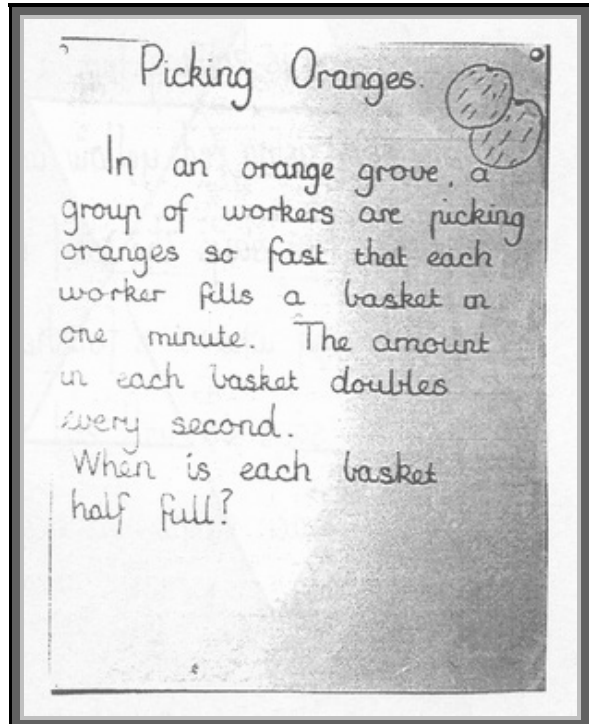 Picking Oranges.
In an orange grove, a
group of workers are picking
oranges so fast that each
worker fills a basket in
one minute. The amount
in each basket doubles
every second.
When is each basket
half full?